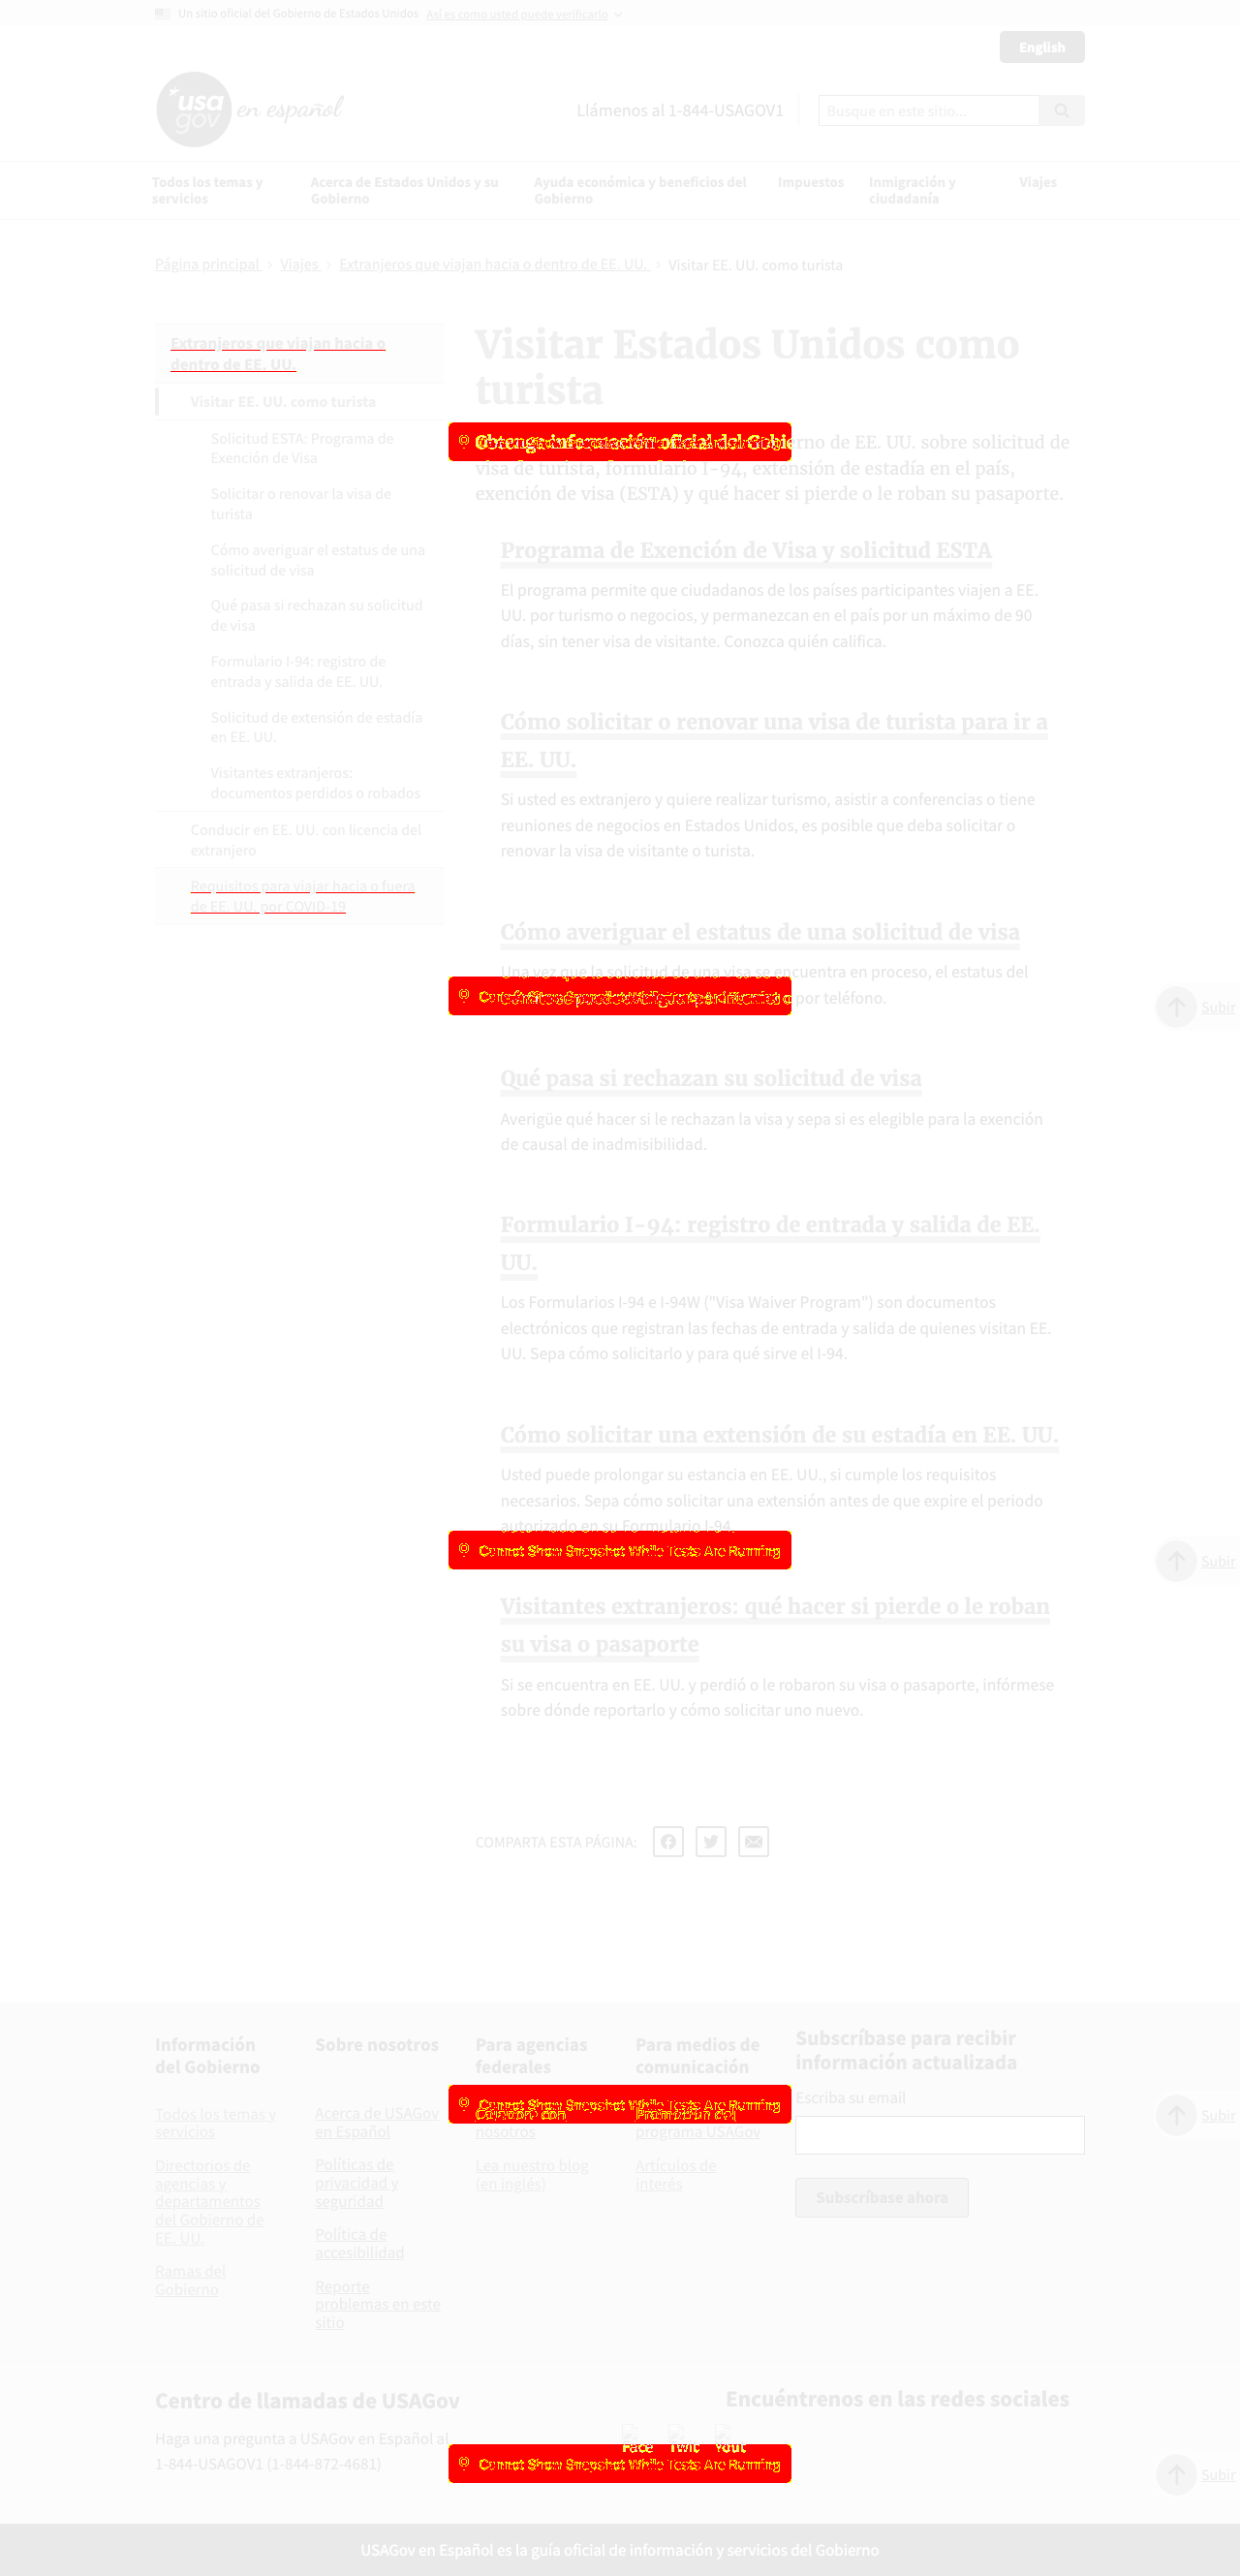 Un sitio oficial del Gobierno de Estados Unidos Así es como usted puede verificarlo
English
usa gov en español
Llámenos al 1-844-USAGOV1
Busque en este sitio...
Todos los temas y servicios
Acerca de Estados Unidos y su Gobierno
Ayuda económica y beneficios del Gobierno
Impuestos
Inmigración y ciudadanía
Viajes
Página principal > Viajes > Extranjeros que viajan hacia o dentro de EE. UU. > Visitar EE. UU. como turista
Extranjeros que viajan hacia o
dentro de EE. UU.
Visitar EE. UU. como turista
Solicitud ESTA: Programa de
Exención de Visa
Solicitar o renovar la visa de
turista
Cómo averiguar el estatus de una
solicitud de visa
Qué pasa si rechazan su solicitud
de visa
Formulario I-94: registro de
entrada y salida de EE. UU.
Solicitud de extensión de estadía
en EE. UU.
Visitantes extranjeros:
documentos perdidos o robados
Conducir en EE. UU. con licencia del
extranjero
Requisitos para viajar hacia o fuera
de EE. UU. por COVID-19
Visitar Estados Unidos como
turista
Obtenga información oficial del Gobierno de EE. UU. sobre solicitud de
visa de turista, formulario I-94, extensión de estadía en el país,
exención de visa (ESTA) y qué hacer si pierde o le roban su pasaporte.
Programa de Exención de Visa y solicitud ESTA
El programa permite que ciudadanos de los países participantes viajen a EE.
UU. por turismo o negocios, y permanezcan en el país por un máximo de 90
días, sin tener visa de visitante. Conozca quién califica.
Cómo solicitar o renovar una visa de turista para ir a
EE. UU.
Si usted es extranjero y quiere realizar turismo, asistir a conferencias o tiene
reuniones de negocios en Estados Unidos, es posible que deba solicitar o
renovar la visa de visitante o turista.
Cómo averiguar el estatus de una solicitud de visa
Una vez que la solicitud de una visa se encuentra en proceso, el estatus del
por teléfono.
Subir
Qué pasa si rechazan su solicitud de visa
Averigüe qué hacer si le rechazan la visa y sepa si es elegible para la exención
de causal de inadmisibilidad.
Formulario I-94: registro de entrada y salida de EE.
UU.
Los Formularios I-94 e I-94W ("Visa Waiver Program") son documentos
electrónicos que registran las fechas de entrada y salida de quienes visitan EE.
UU. Sepa cómo solicitarlo y para qué sirve el I-94.
Cómo solicitar una extensión de su estadía en EE. UU.
Usted puede prolongar su estancia en EE. UU., si cumple los requisitos
necesarios. Sepa cómo solicitar una extensión antes de que expire el periodo
autorizado en su Formulario I-94.
Cannot Show Snapshot While Tests Are Running
Subir
Visitantes extranjeros: qué hacer si pierde o le roban
su visa o pasaporte
Si se encuentra en EE. UU. y perdió o le robaron su visa o pasaporte, infórmese
sobre dónde reportarlo y cómo solicitar uno nuevo.
COMPARTA ESTA PÁGINA:
Información
del Gobierno
Todos los temas y
servicios
Directorios de
agencias y
departamentos
del Gobierno de
EE. UU.
Ramas del
Gobierno
Sobre nosotros
Acerca de USAGov
en Español
Políticas de
privacidad y
seguridad
Política de
accesibilidad
Reporte
problemas en este
sitio
Para agencias
federales
Cannot Show Snapshot While Tests Are Running
nosotros
Lea nuestro blog
(en inglés)
Para medios de
comunicación
programa USAGov
Artículos de
interés
Subscríbase para recibir
información actualizada
Escriba su email
Subscríbase ahora
Subir
Centro de llamadas de USAGov
Haga una pregunta a USAGov en Español al
1-844-USAGOV1 (1-844-872-4681)
Encuéntrenos en las redes sociales
Face Twit Yout
Cannot Show Snapshot While Tests Are Running
Subir
USAGov en Español es la guía oficial de información y servicios del Gobierno